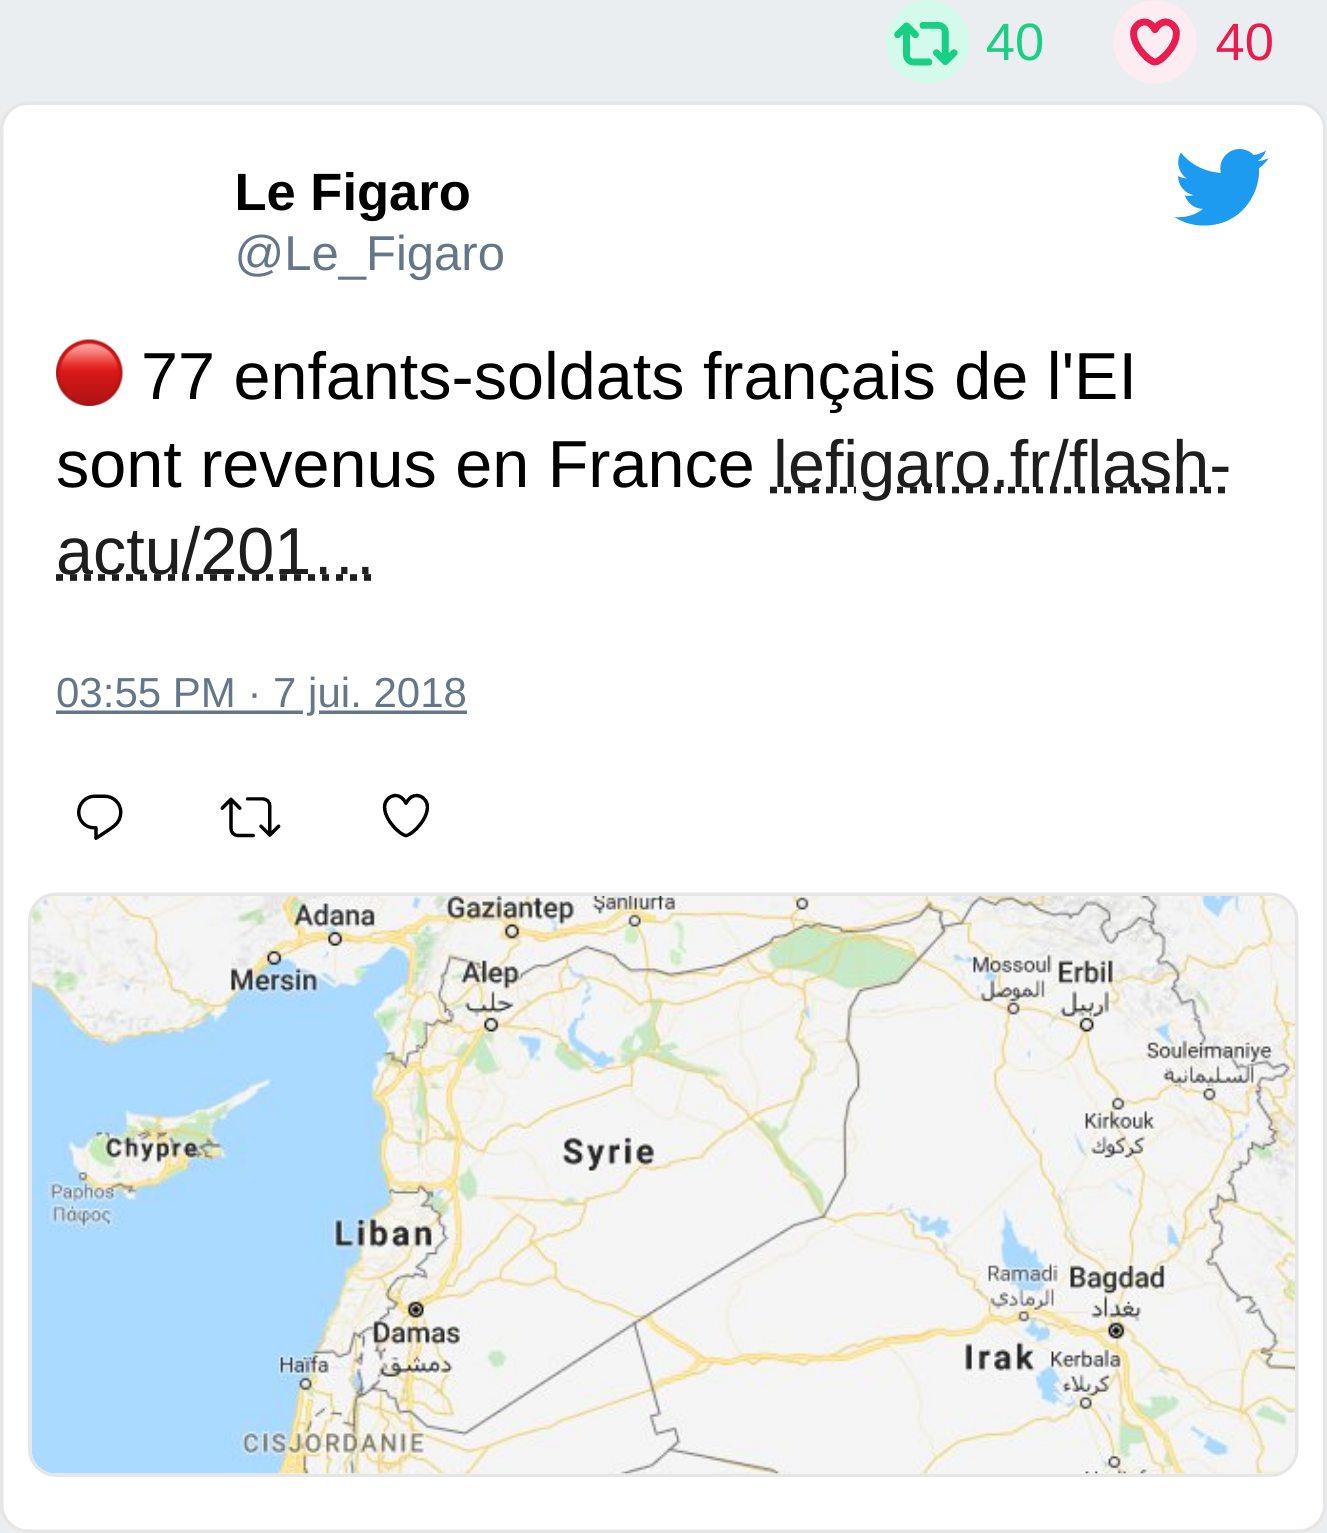 40 40
Le Figaro
@Le_Figaro
🔴 77 enfants-soldats français de l'EI
sont revenus en France lefigaro.fr/flash-
actu/201…
03:55 PM · 7 jui. 2018
Adana
Gaziantep
Şanlıurfa
Mersin
Alep
حلب
Mossoul
الموصل
Erbil
اربيل
Souleimaniye
السليمانية
Kirkouk
كركوك
Chypre
Paphos
Πάφος
Syrie
Liban
Ramadi
الرمادي
Bagdad
بغداد
Damas
دمشق
Haïfa
Irak
Kerbala
كربلاء
CISJORDANIE